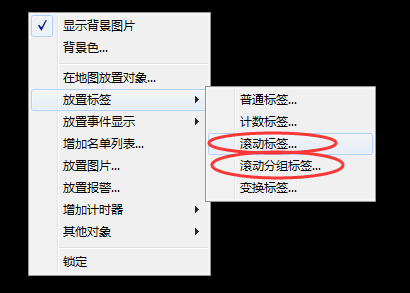 显示背景图片
背景色...
在地图放置对象...
放置标签
放置事件显示
增加名单列表...
放置图片...
放置报警...
增加计时器
其他对象
锁定
普通标签...
计数标签...
滚动标签...
滚动分组标签...
变换标签...